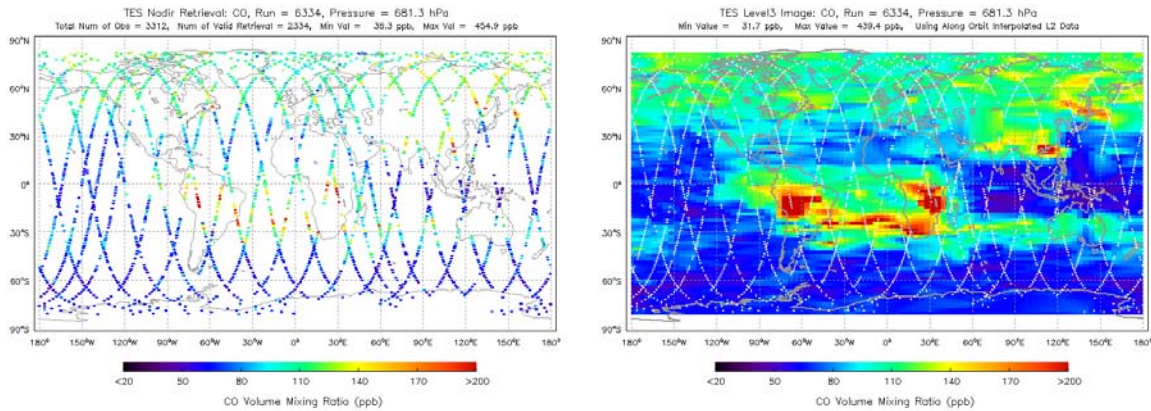 TES Nadir Retrieval: CO, Run = 6334, Pressure = 681.3 hPa
Total Num of Obs = 3312, Num of Valid Retrieval = 2334, Min Val = 36.3 ppb, Max Val = 454.9 ppb
90°N
60°N
30°N
0°
30°S
60°S
90°S
180° 150°W 120°W 90°W 60°W 30°W 0° 30°E 60°E 90°E 120°E 150°E 180°
<20 50 80 110 140 170 >200
CO Volume Mixing Ratio (ppb)
TES Level3 Image: CO, Run = 6334, Pressure = 681.3 hPa
Min Value = 31.7 ppb, Max Value = 439.4 ppb, Using Along Orbit Interpolated L2 Data
90°N
60°N
30°N
0°
30°S
60°S
90°S
180° 150°W 120°W 90°W 60°W 30°W 0° 30°E 60°E 90°E 120°E 150°E 180°
<20 50 80 110 140 170 >200
CO Volume Mixing Ratio (ppb)